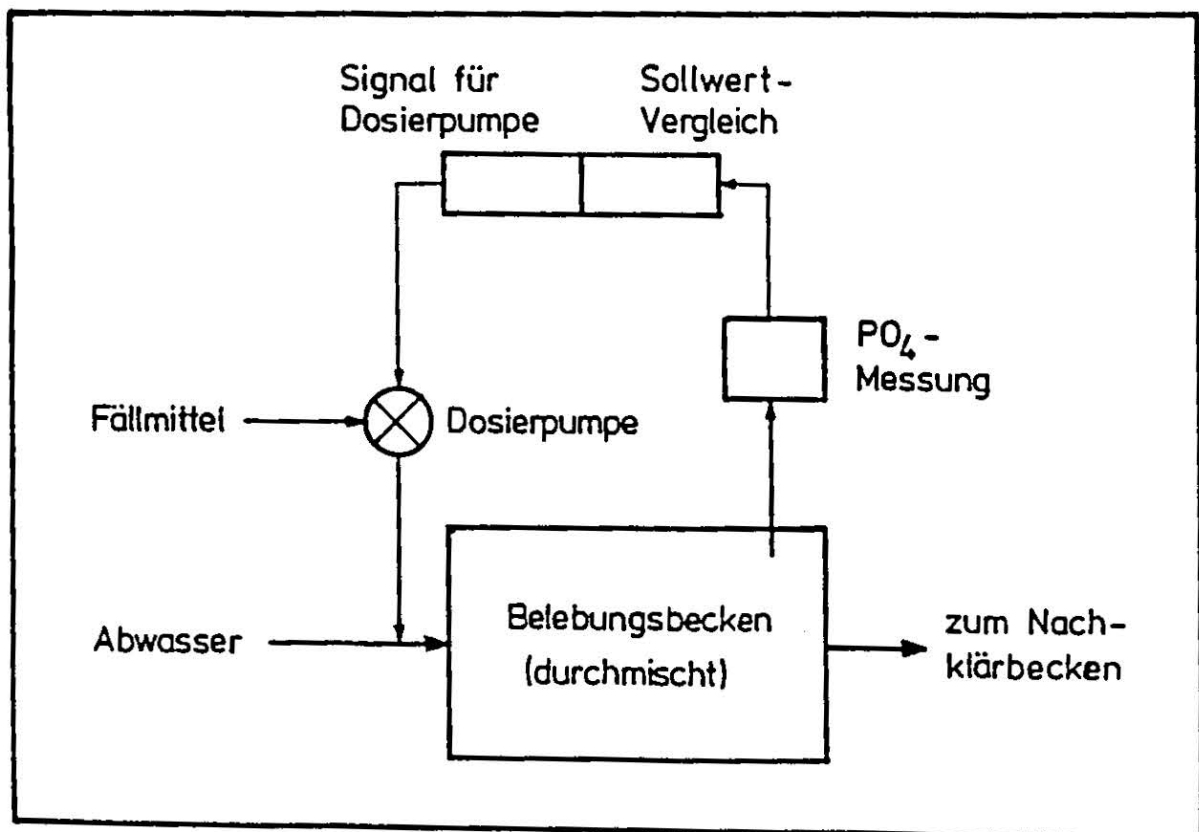 Signal für
Dosierpumpe
Sollwert-
Vergleich
PO₄-
Messung
Fällmittel
Dosierpumpe
Abwasser
Belebungsbecken
(durchmischt)
zum Nach-
klärbecken